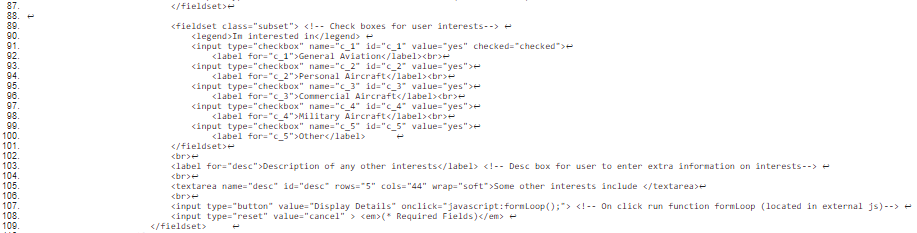 87. </fieldset>↵
88. ↵
89. <fieldset class="subset"> <!-- Check boxes for user interests--> ↵
90. <legend>Im interested in</legend> ↵
91. <input type="checkbox" name="c_1" id="c_1" value="yes" checked="checked">↵
92. <label for="c_1">General Aviation</label><br>↵
93. <input type="checkbox" name="c_2" id="c_2" value="yes">↵
94. <label for="c_2">Personal Aircraft</label><br>↵
95. <input type="checkbox" name="c_3" id="c_3" value="yes">↵
96. <label for="c_3">Commercial Aircraft</label><br>↵
97. <input type="checkbox" name="c_4" id="c_4" value="yes">↵
98. <label for="c_4">Military Aircraft</label><br>↵
99. <input type="checkbox" name="c_5" id="c_5" value="yes">↵
100. <label for="c_5">Other</label> ↵
101. </fieldset>↵
102. <br>↵
103. <label for="desc">Description of any other interests</label> <!-- Desc box for user to enter extra information on interests--> ↵
104. <br>↵
105. <textarea name="desc" id="desc" rows="5" cols="44" wrap="soft">Some other interests include </textarea>↵
106. <br>↵
107. <input type="button" value="Display Details" onclick="javascript:formLoop();"> <!-- On click run function formLoop (located in external js)--> ↵
108. <input type="reset" value="cancel" > <em>(* Required Fields)</em> ↵
109. </fieldset> ↵